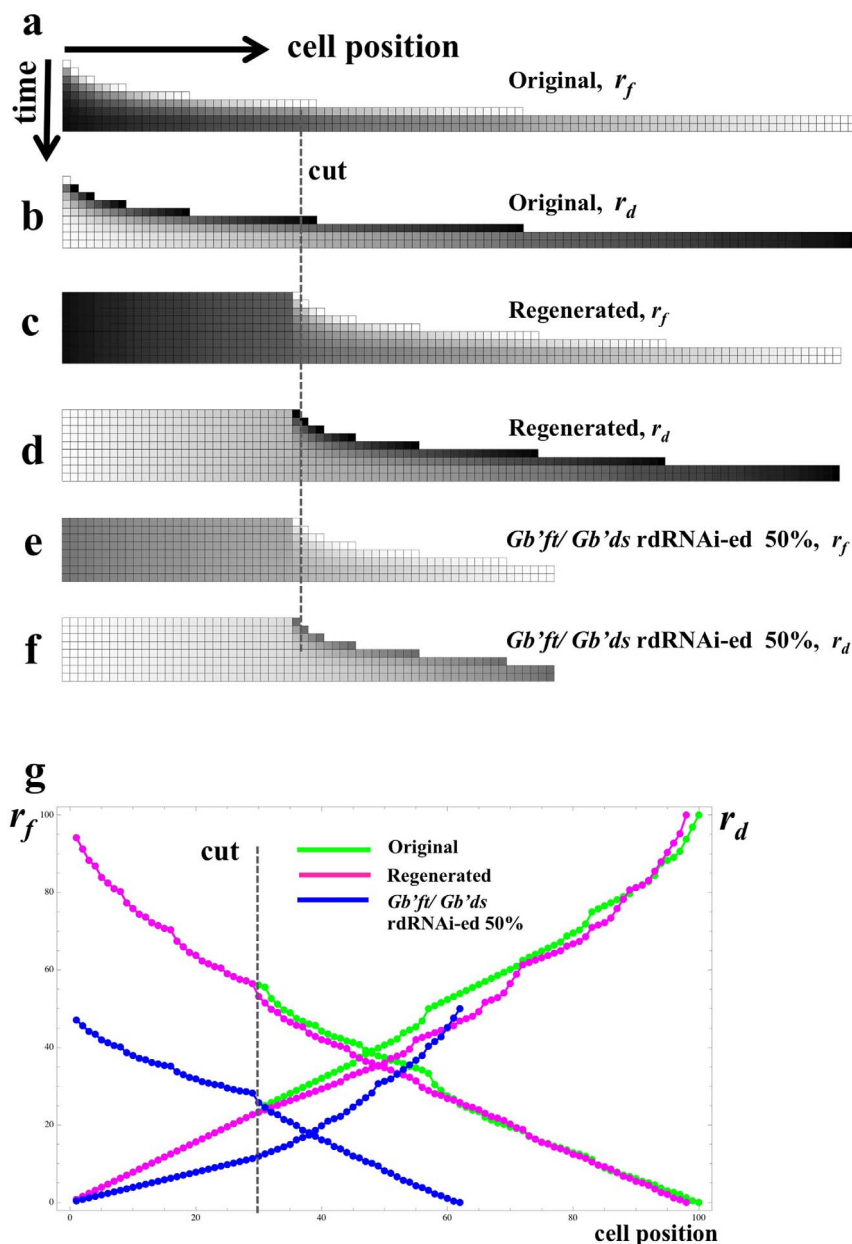 a
cell position
time
Original, r_f
cut
b
Original, r_d
c
Regenerated, r_f
d
Regenerated, r_d
e
Gb'ft/ Gb'ds rdRNAi-ed 50%, r_f
f
Gb'ft/ Gb'ds rdRNAi-ed 50%, r_d
g
r_f
r_d
100
80
60
40
20
0
cut
Original
Regenerated
Gb'ft/ Gb'ds
rdRNAi-ed 50%
0 20 40 60 80 100
cell position